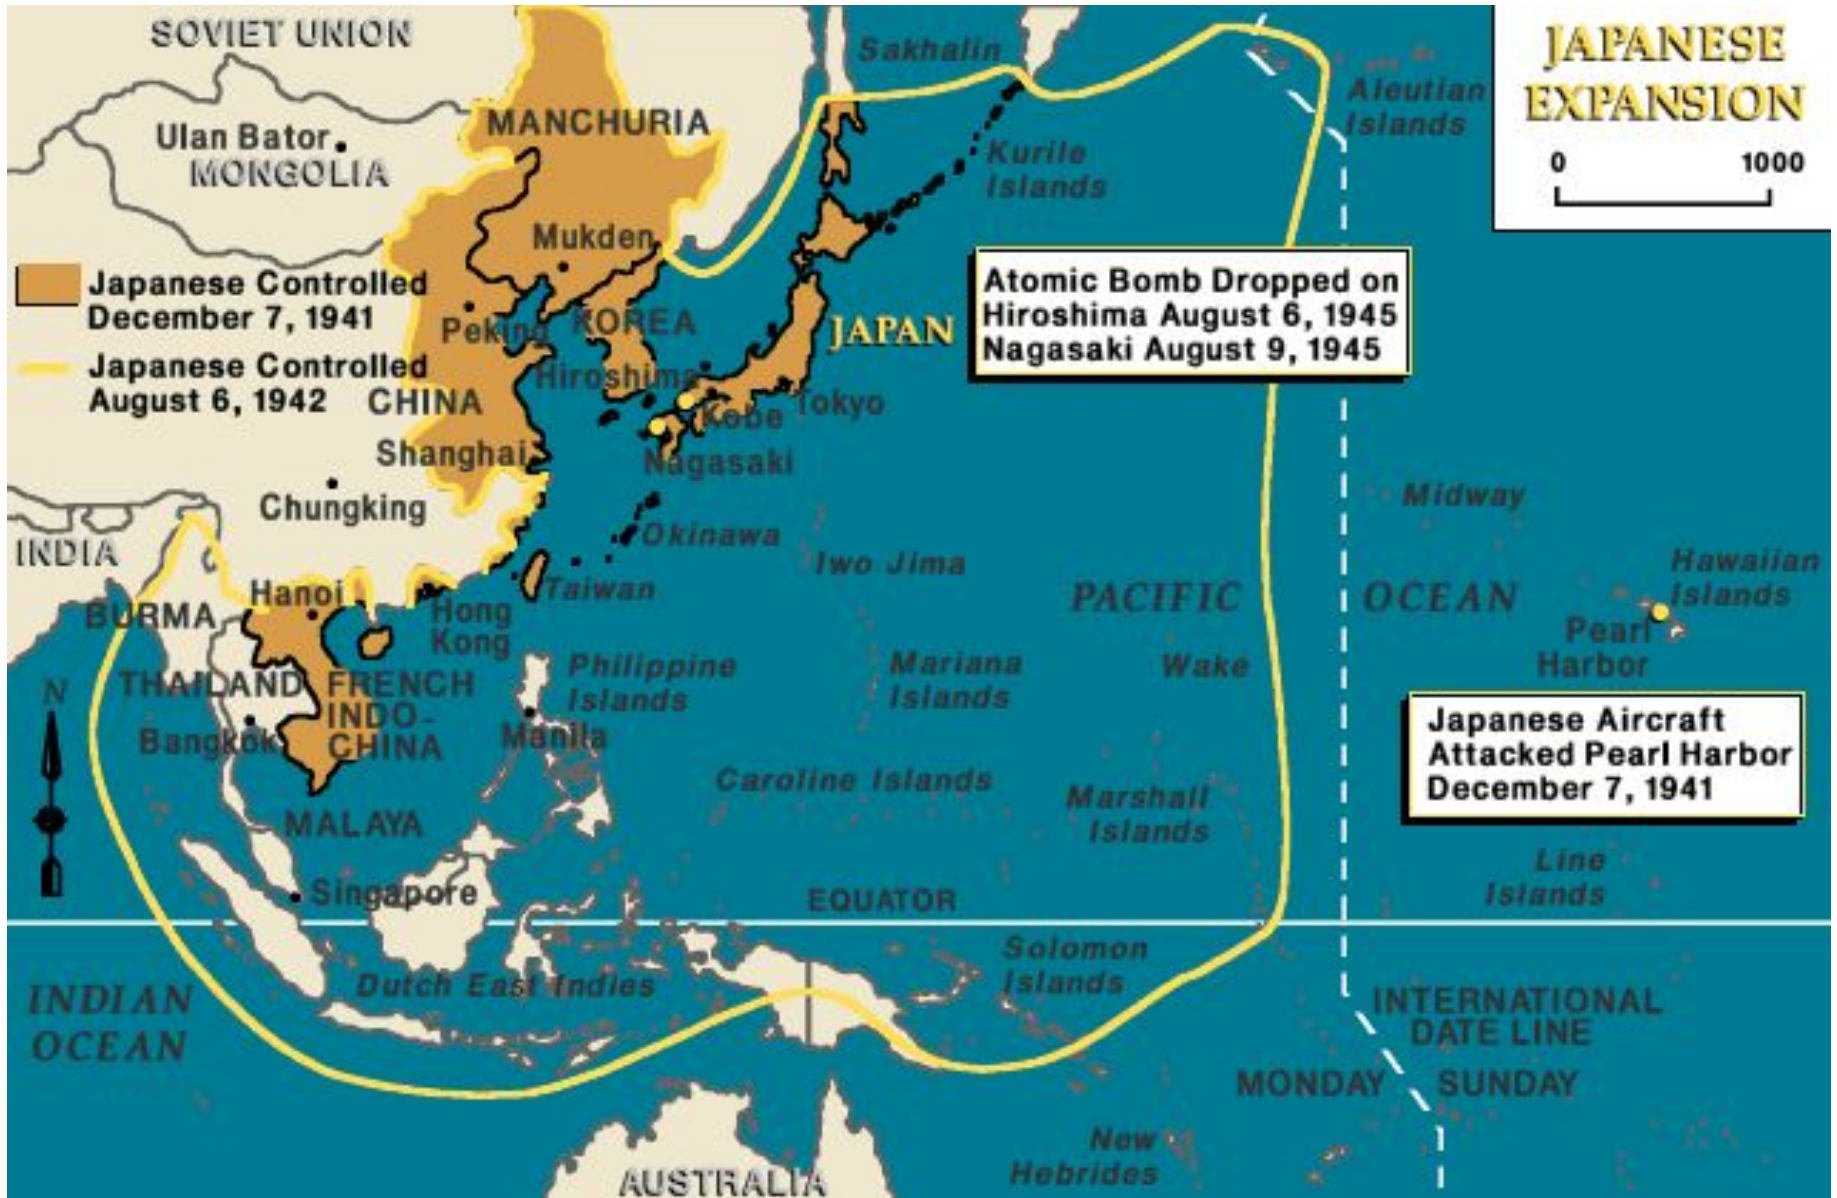 SOVIET UNION
Sakhalin
JAPANESE
EXPANSION
0 1000
Aleutian
Islands
MANCHURIA
Ulan Bator
MONGOLIA
Kurile
Islands
Mukden
Japanese Controlled
December 7, 1941
Japanese Controlled
August 6, 1942
Peking
KOREA
JAPAN
Atomic Bomb Dropped on
Hiroshima August 6, 1945
Nagasaki August 9, 1945
Hiroshima
CHINA
Kobe
Tokyo
Shanghai
Nagasaki
Chungking
Midway
INDIA
Okinawa
Iwo Jima
Hawaiian
islands
Hanoi
Taiwan
PACIFIC OCEAN
BURMA
Hong
Kong
Pearl
Harbor
Philippine
Islands
Mariana
Islands
Wake
N
THAILAND
FRENCH
INDO-
CHINA
Bangkok
Manila
Japanese Aircraft
Attacked Pearl Harbor
December 7, 1941
Caroline Islands
Marshall
Islands
MALAYA
Line
Islands
Singapore
EQUATOR
Solomon
Islands
Dutch East Indies
INDIAN
OCEAN
INTERNATIONAL
DATE LINE
MONDAY SUNDAY
New
Hebrides
AUSTRALIA